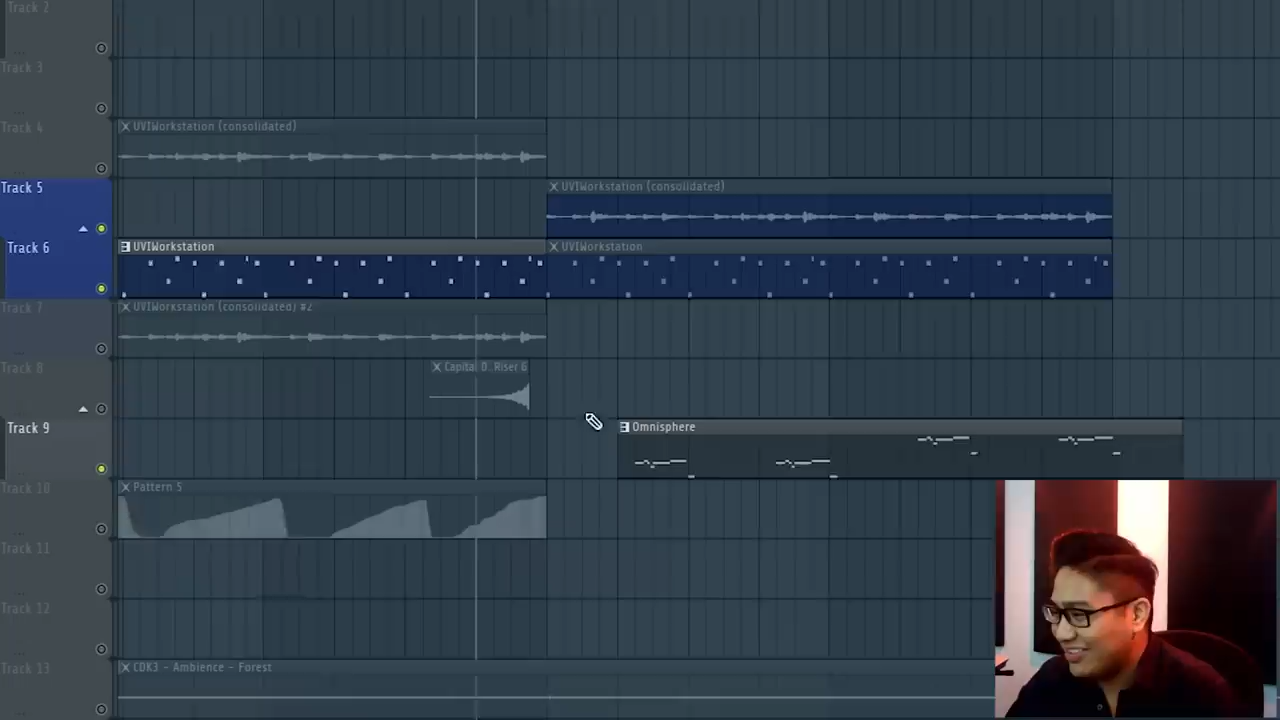 Track 2
Track 3
Track 4
UVIWorkstation (consolidated)
Track 5
UVIWorkstation (consolidated)
Track 6
UVIWorkstation
UVIWorkstation
Track 7
UVIWorkstation (consolidated) #2
Track 8
Capital D..Riser 6
Track 9
Omnisphere
Track 10
Pattern 5
Track 11
Track 12
Track 13
CDK3 - Ambience - Forest